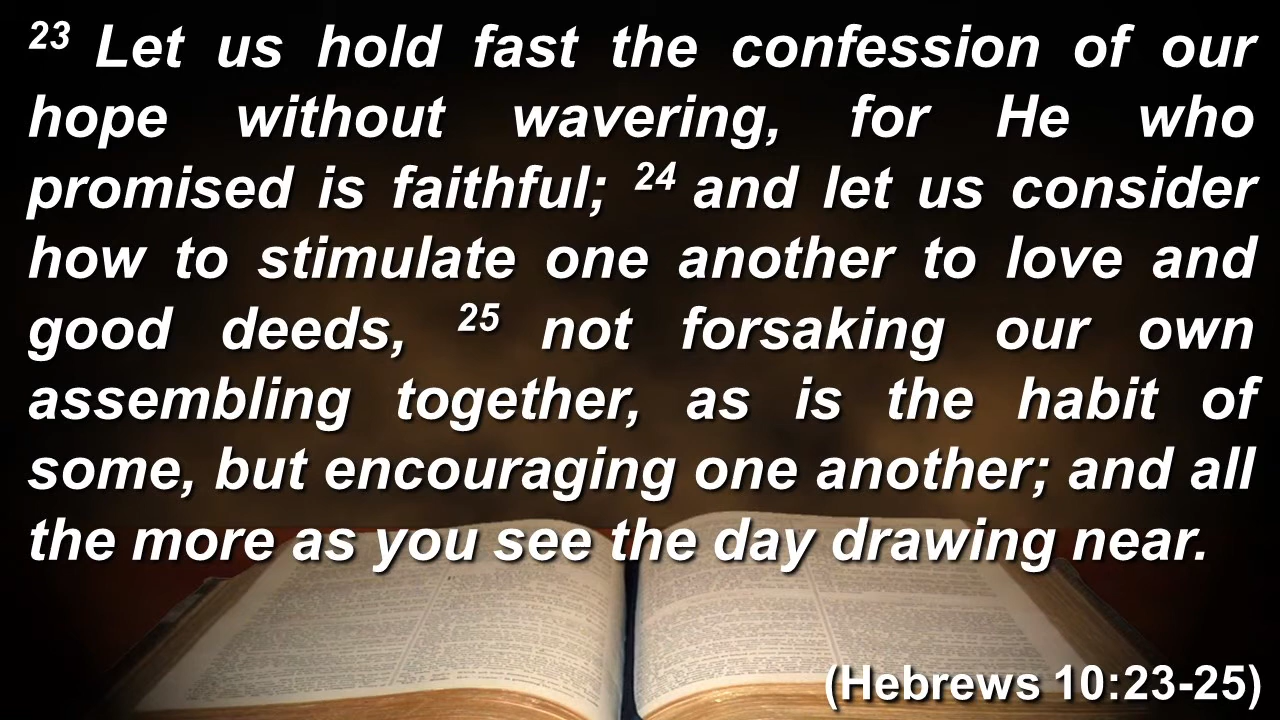 23 Let us hold fast the confession of our
hope without wavering, for He who
promised is faithful; 24 and let us consider
how to stimulate one another to love and
good deeds, 25 not forsaking our own
assembling together, as is the habit of
some, but encouraging one another; and all
the more as you see the day drawing near.
(Hebrews 10:23-25)